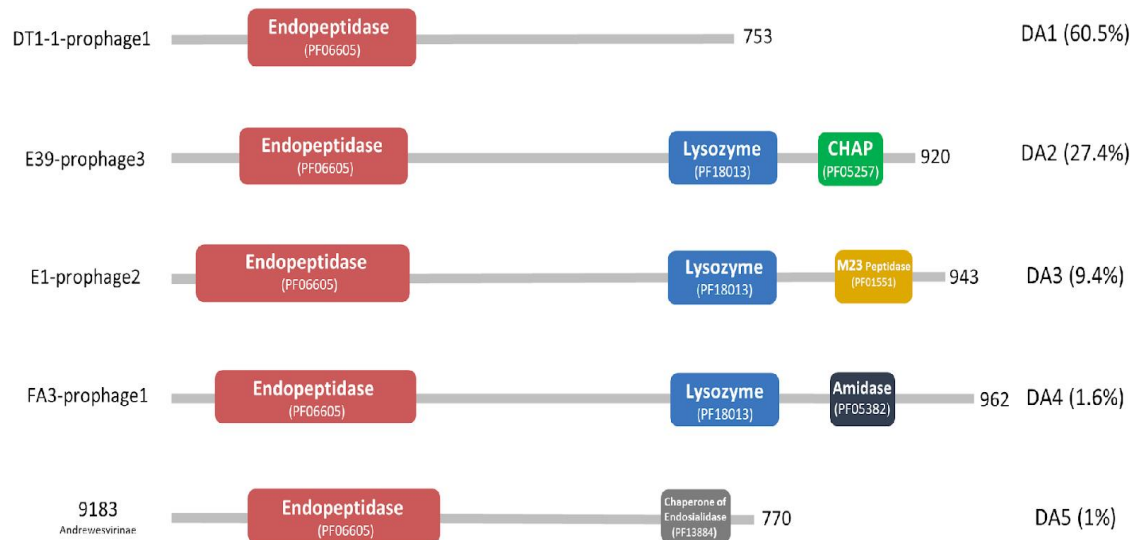 DT1-1-prophage1
Endopeptidase
(PF06605)
753
DA1 (60.5%)
E39-prophage3
Endopeptidase
(PF06605)
Lysozyme
(PF18013)
CHAP
(PF05257)
920
DA2 (27.4%)
E1-prophage2
Endopeptidase
(PF06605)
Lysozyme
(PF18013)
M23 Peptidase
(PF01551)
943
DA3 (9.4%)
FA3-prophage1
Endopeptidase
(PF06605)
Lysozyme
(PF18013)
Amidase
(PF05382)
962
DA4 (1.6%)
9183
Andrewesvirinae
Endopeptidase
(PF06605)
Chaperone of
Endosialidase
(PF13884)
770
DA5 (1%)